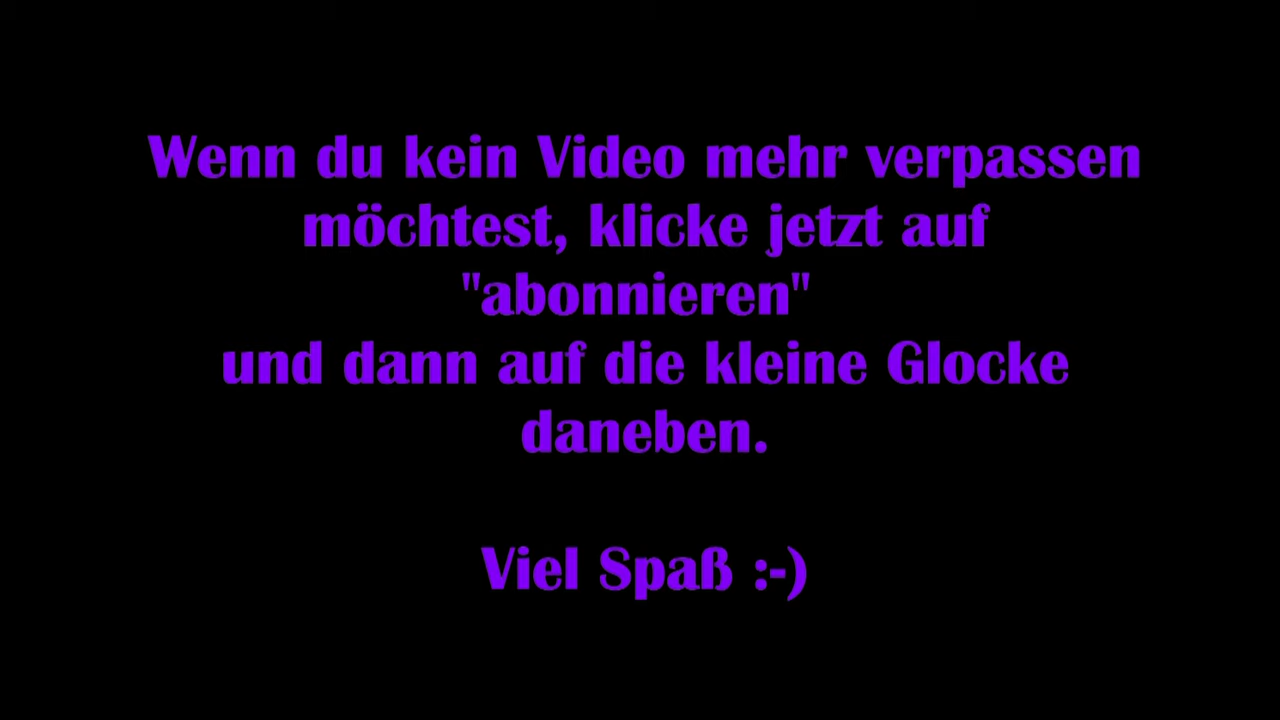 Wenn du kein Video mehr verpassen
möchtest, klicke jetzt auf
"abonnieren"
und dann auf die kleine Glocke
daneben.
Viel Spaß :-)